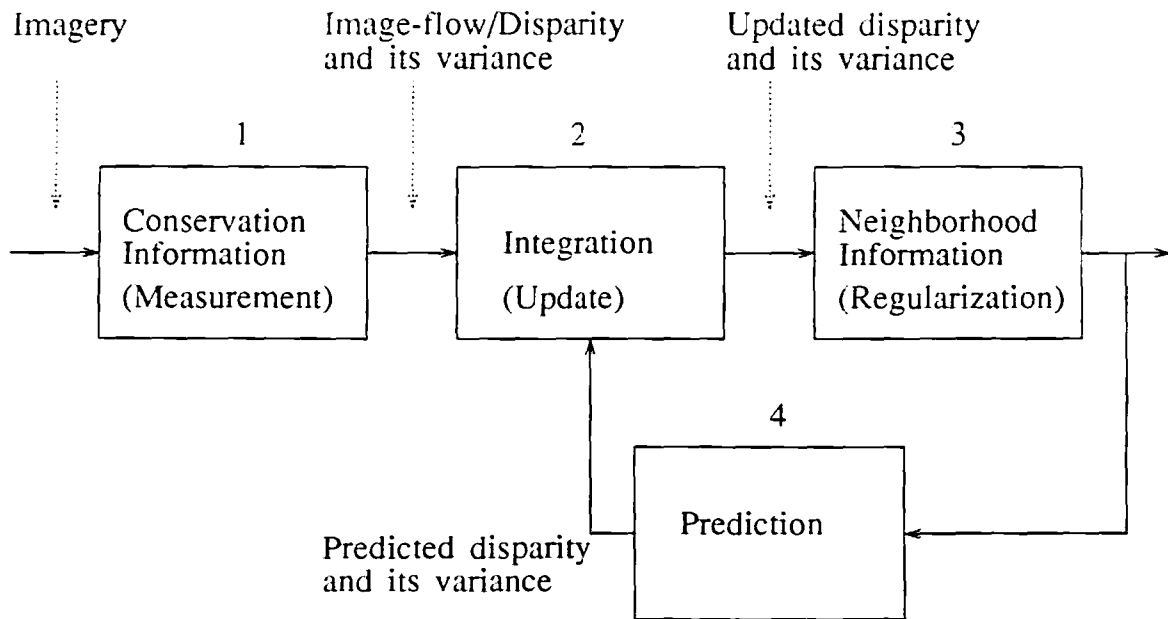 Imagery
Image-flow/Disparity
and its variance
Updated disparity
and its variance
1
2
3
Conservation
Information
(Measurement)
Integration
(Update)
Neighborhood
Information
(Regularization)
4
Prediction
Predicted disparity
and its variance